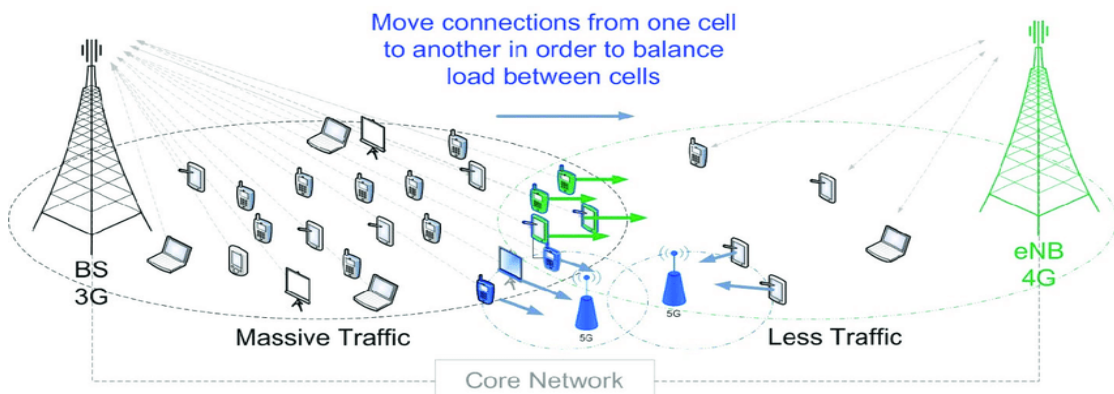 Move connections from one cell
to another in order to balance
load between cells
BS
3G
eNB
4G
5G
5G
Massive Traffic
Less Traffic
Core Network